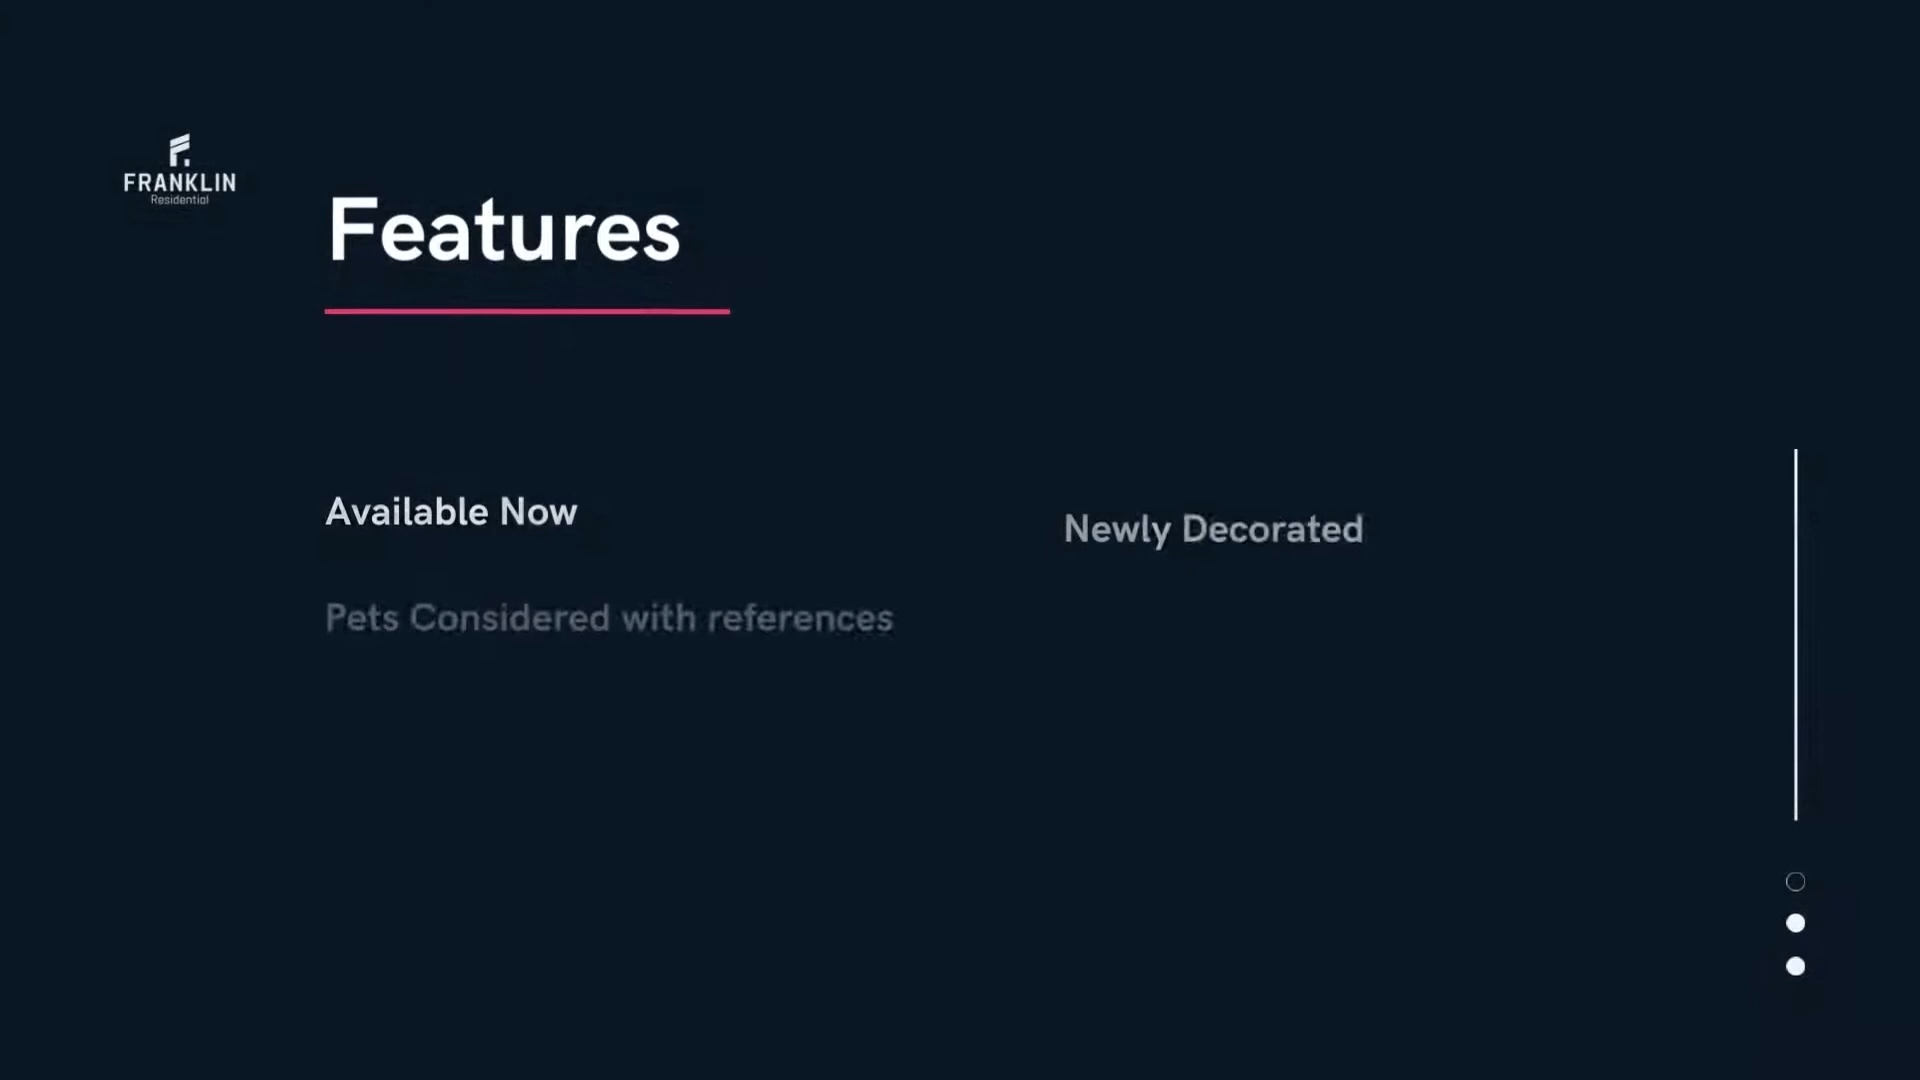 FRANKLIN
Residential
Features
Available Now
Newly Decorated
Pets Considered with references